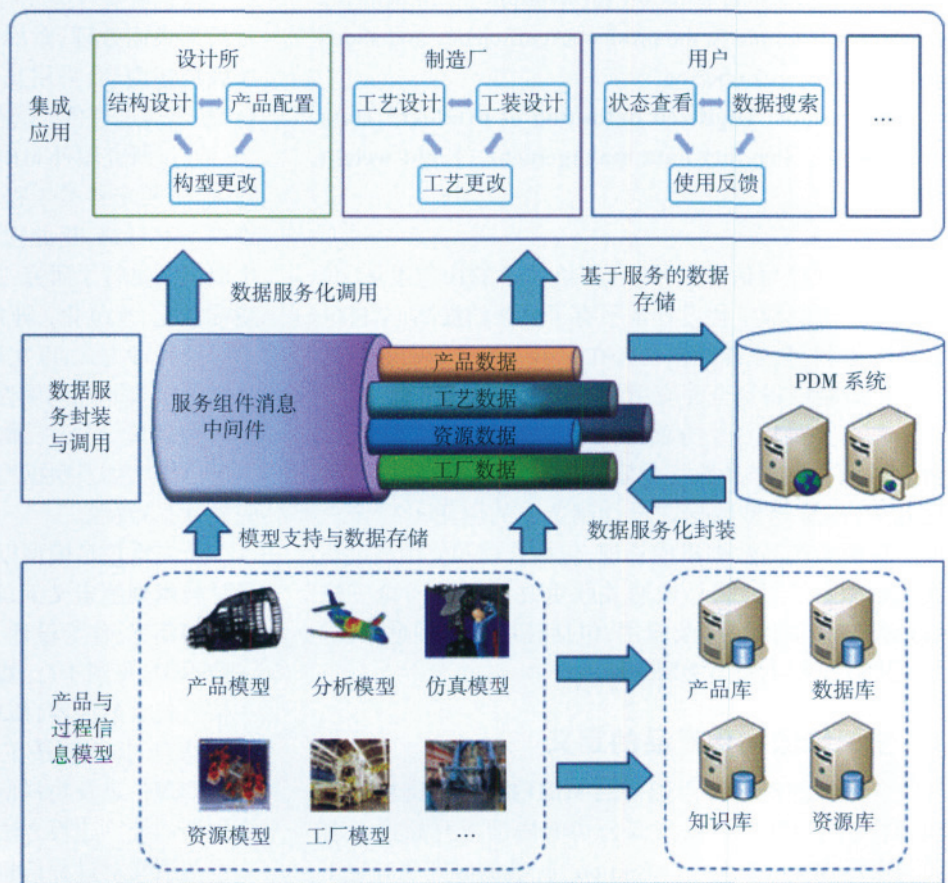 设计所
制造厂
用户
结构设计
产品配置
工艺设计
工装设计
状态查看
数据搜索
集成
应用
…
构型更改
工艺更改
使用反馈
数据服务化调用
基于服务的数据
存储
产品数据
PDM 系统
数据服
务封装
与调用
服务组件消息
中间件
工艺数据
资源数据
工厂数据
模型支持与数据存储
数据服务化封装
产品模型
分析模型
仿真模型
产品库
数据库
产品与
过程信
息模型
资源模型
工厂模型
…
知识库
资源库